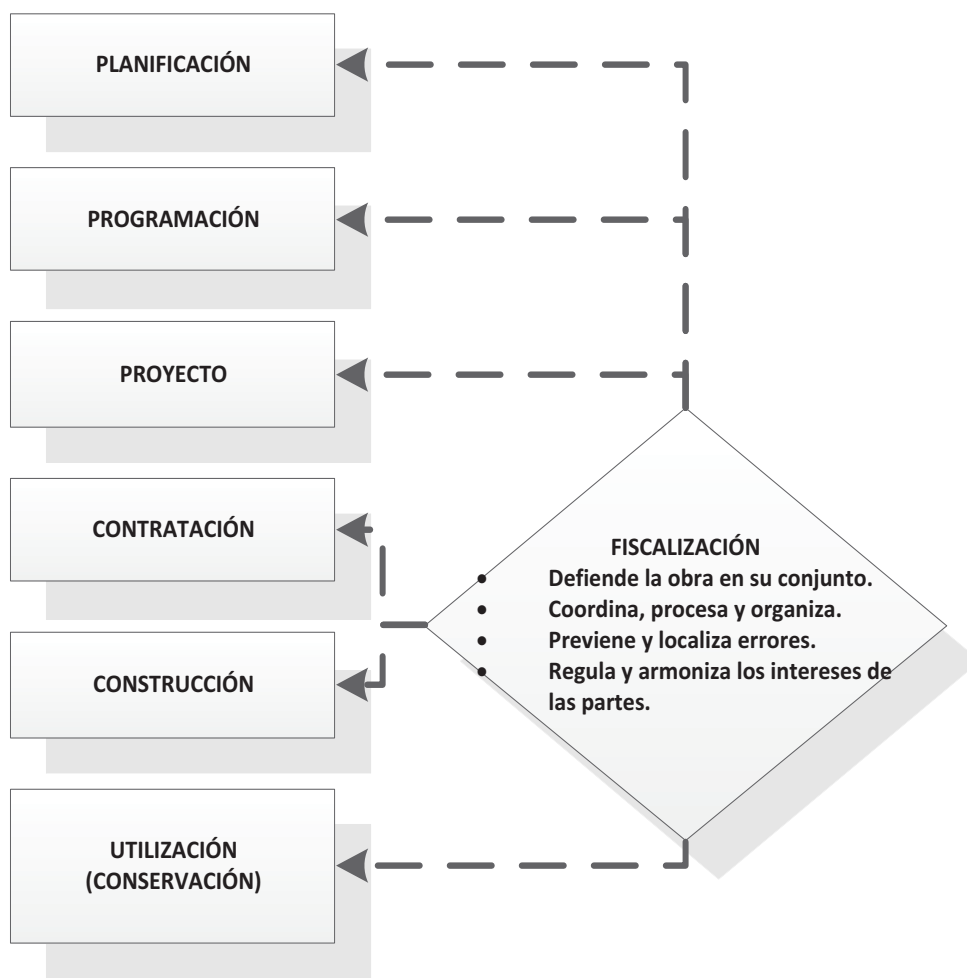 PLANIFICACIÓN
PROGRAMACIÓN
PROYECTO
CONTRATACIÓN
CONSTRUCCIÓN
UTILIZACIÓN
(CONSERVACIÓN)
FISCALIZACIÓN
• Defiende la obra en su conjunto.
• Coordina, procesa y organiza.
• Previene y localiza errores.
• Regula y armoniza los intereses de
las partes.